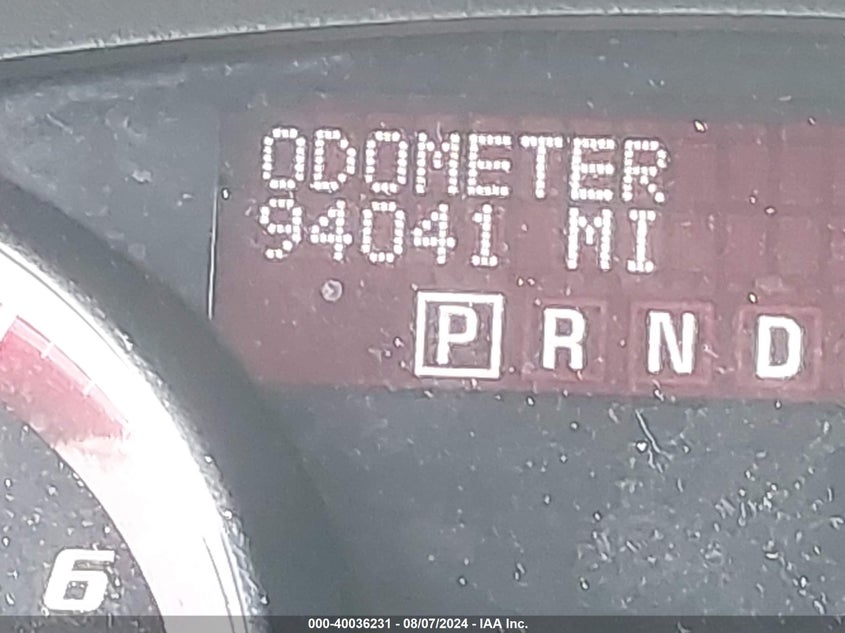 ODOMETER
94041 MI
P R N D
6
000-40036231 - 08/07/2024 - IAA Inc.